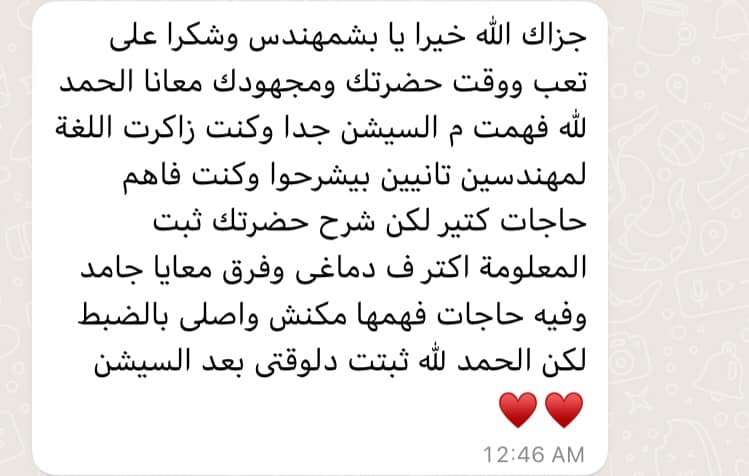 جزاك الله خيرا يا بشمهندس وشكرا على
تعب ووقت حضرتك ومجهودك معانا الحمد
لله فهمت م السيشن جدا وكنت زاكرت اللغة
لمهندسين تانيين بيشرحوا وكنت فاهم
حاجات كتير لكن شرح حضرتك ثبت
المعلومة اكتر ف دماغى وفرق معايا جامد
وفيه حاجات فهمها مكنش واصلى بالضبط
لكن الحمد لله ثبتت دلوقتى بعد السيشن
♥️♥️
12:46 AM